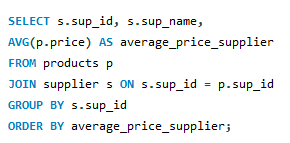 SELECT s.sup_id, s.sup_name,
AVG(p.price) AS average_price_supplier
FROM products p
JOIN supplier s ON s.sup_id = p.sup_id
GROUP BY s.sup_id
ORDER BY average_price_supplier;